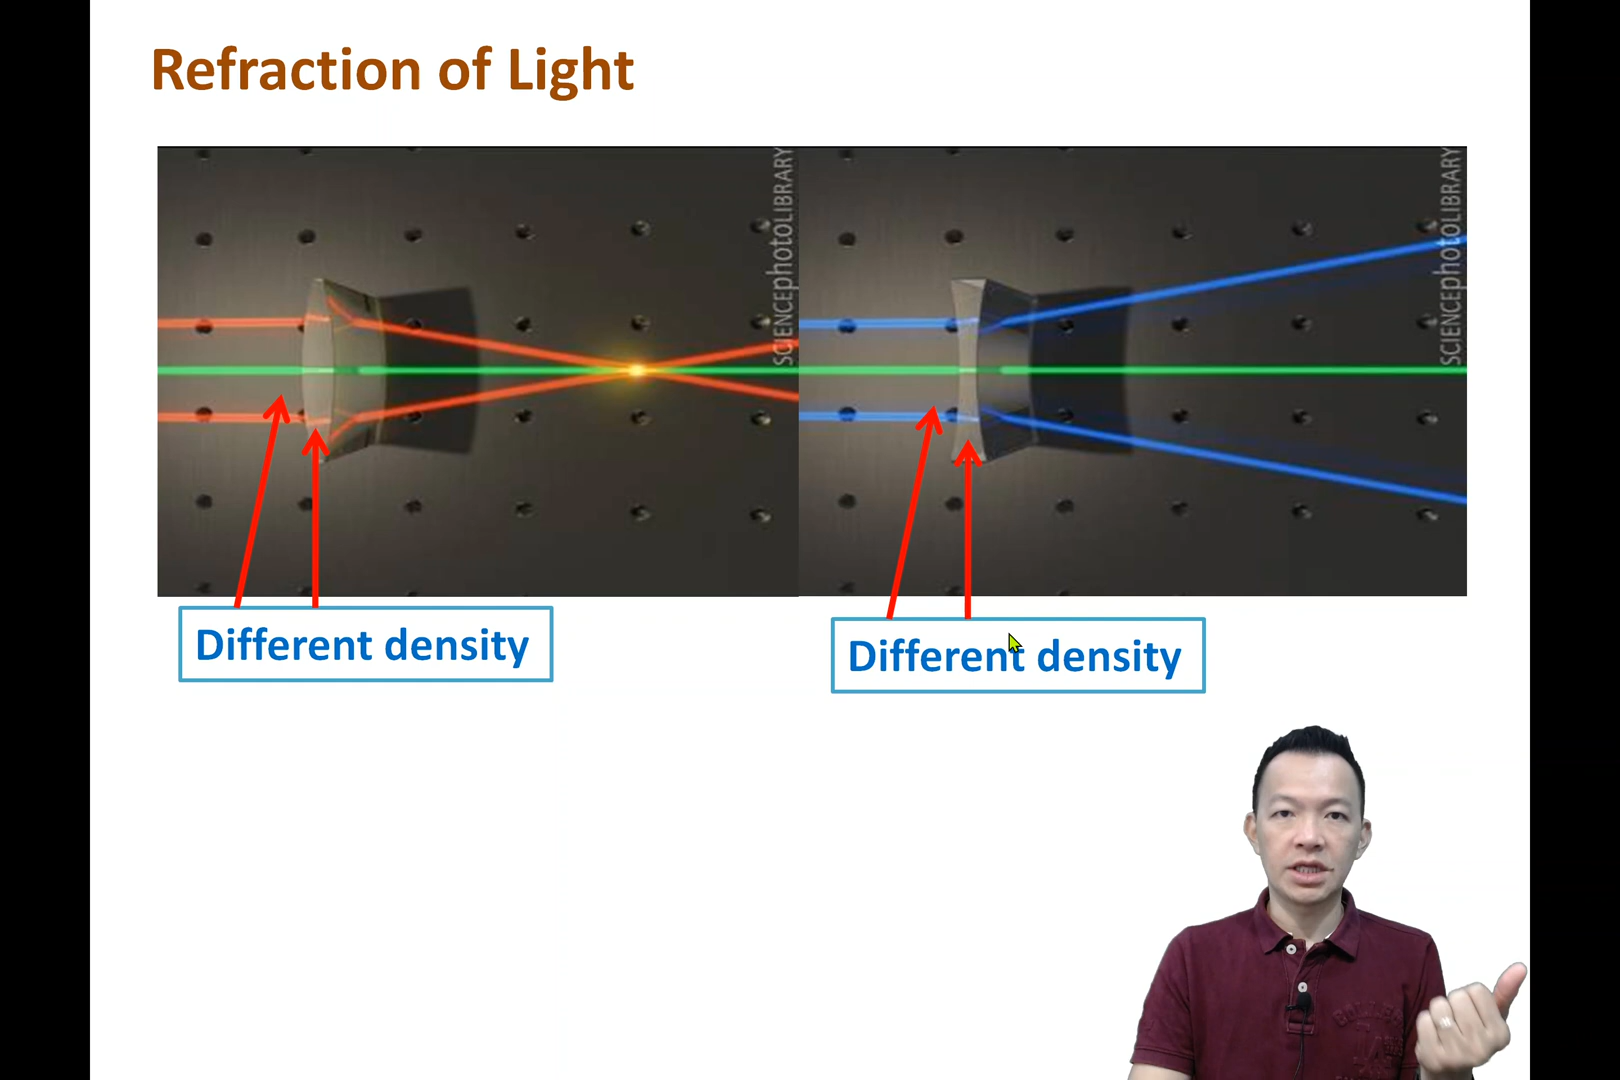 Refraction of Light
SCIENCEphotoLIBRARY
SCIENCEphotoLIBRARY
Different density
Different density